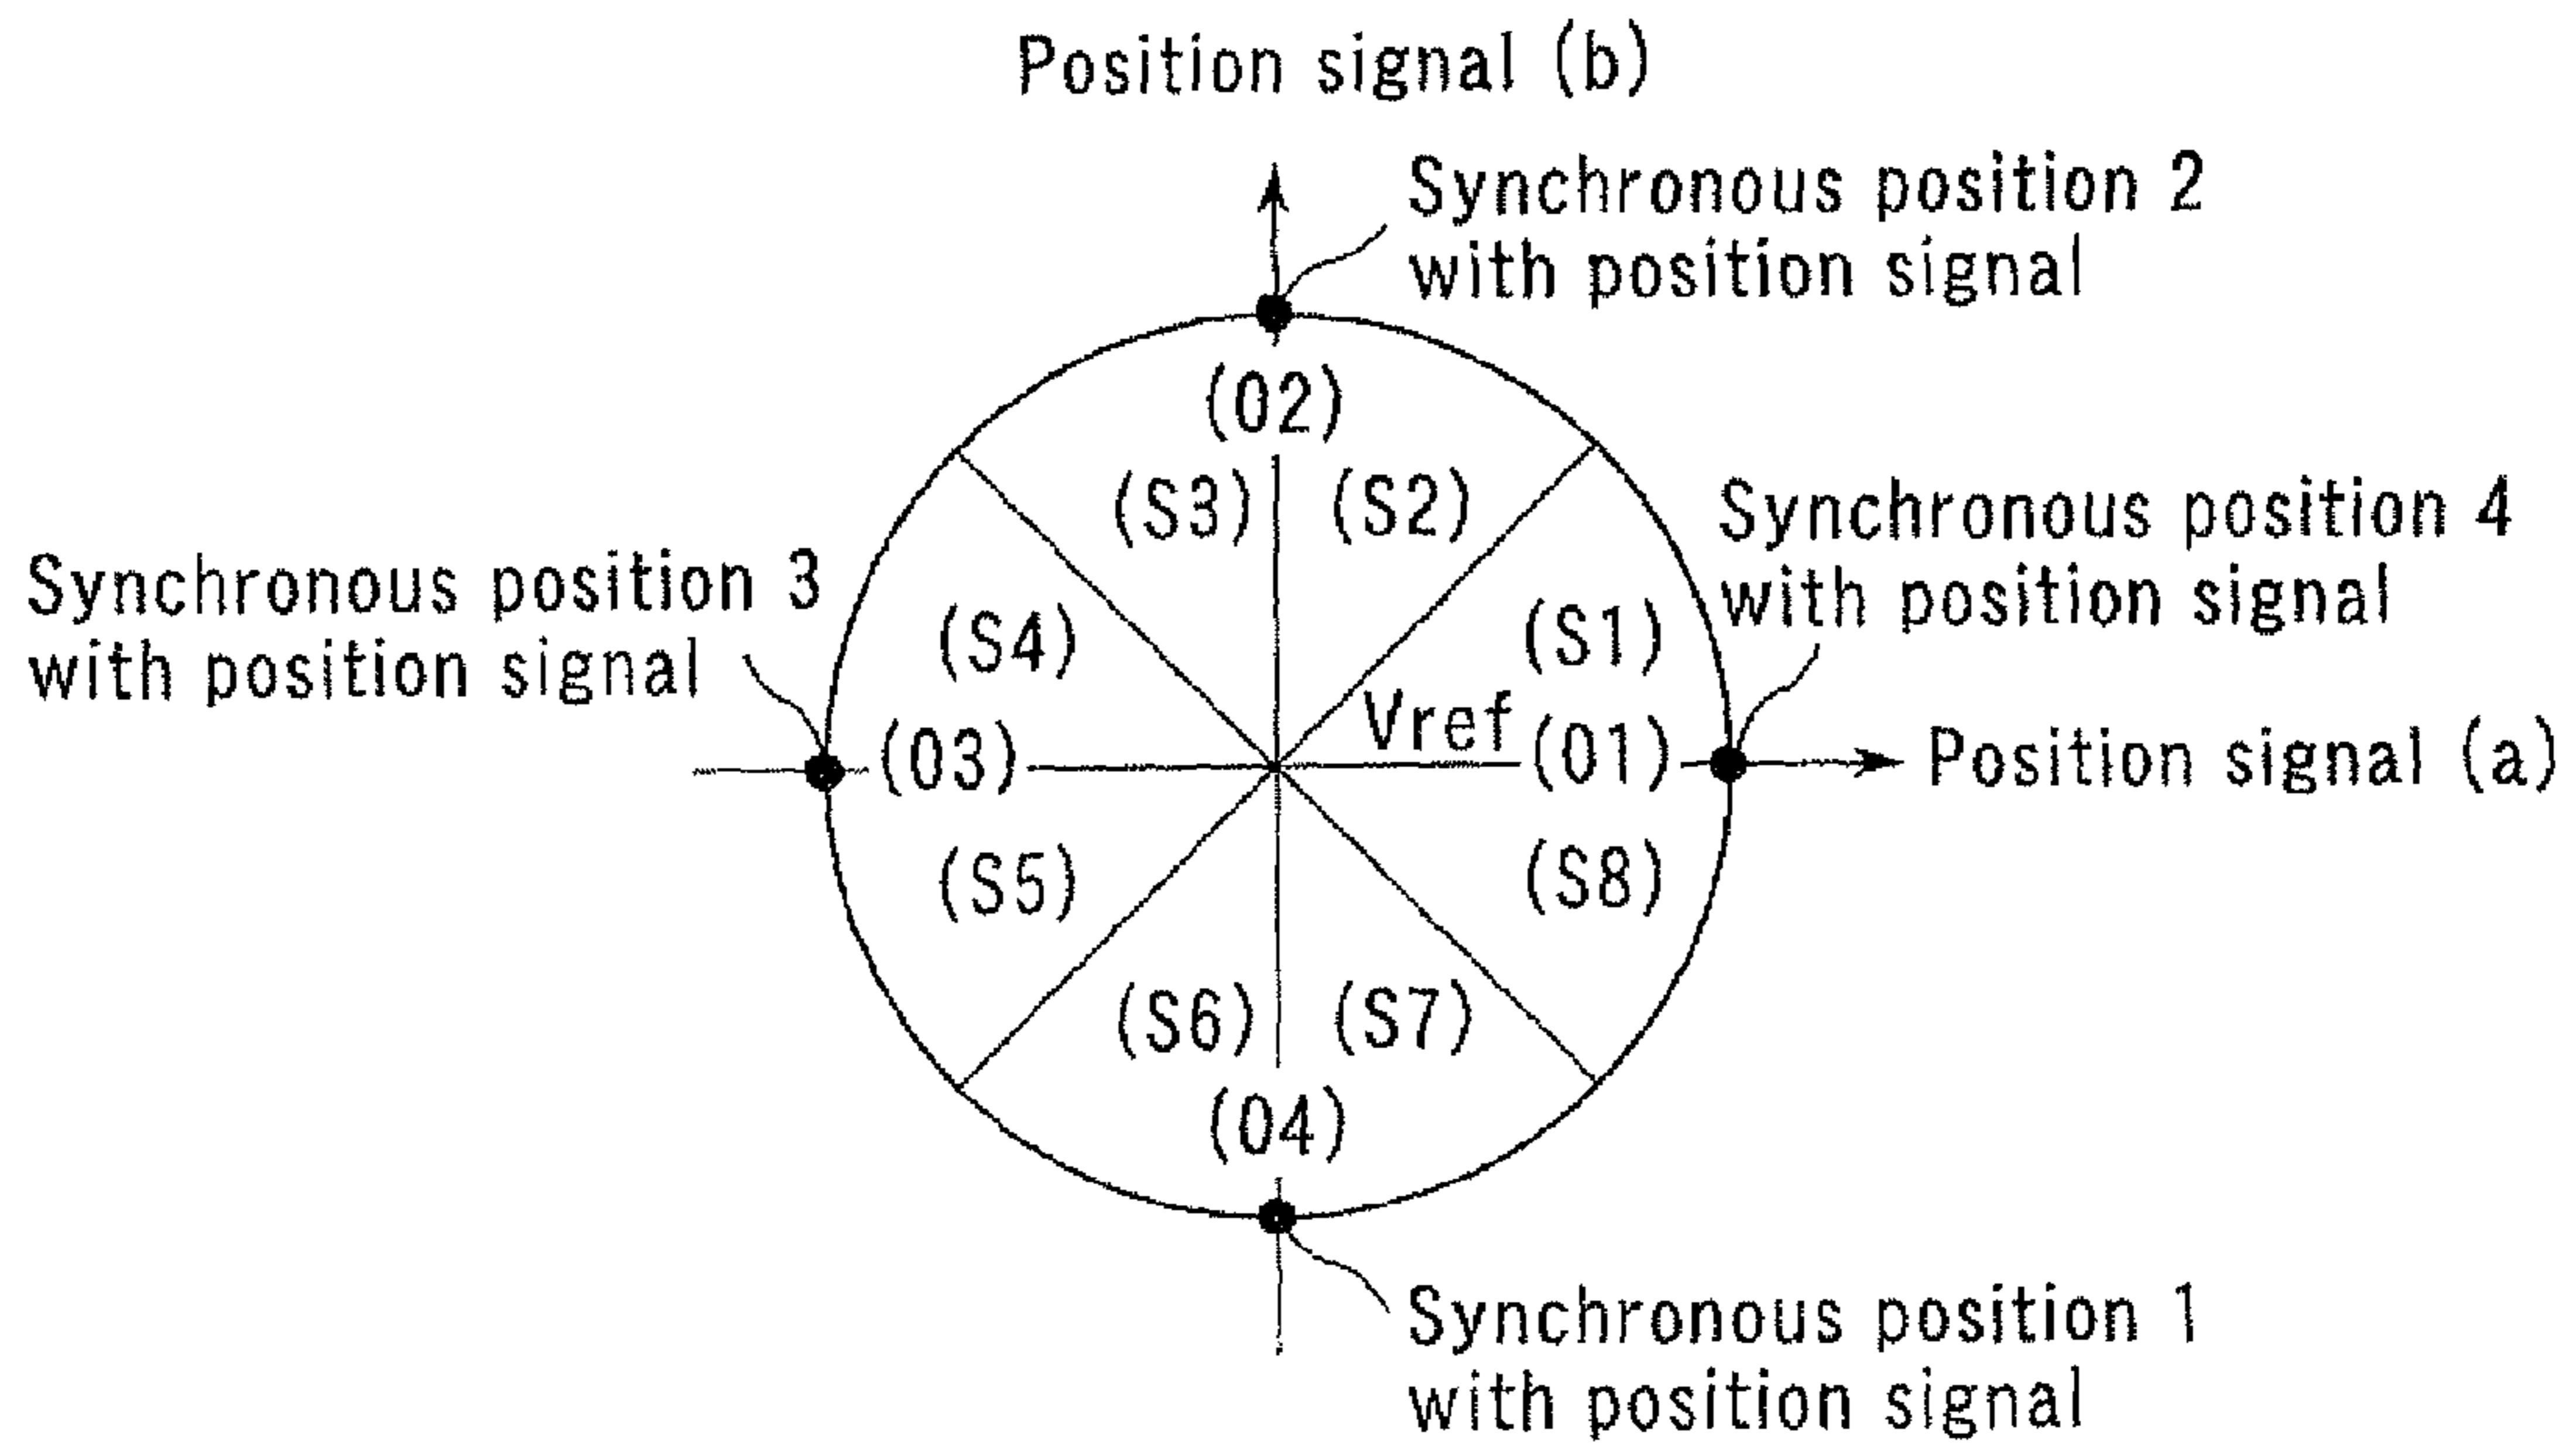 Position signal (b)
Synchronous position 2
with position signal
(02)
(S3)
(S2)
Synchronous position 4
with position signal
Synchronous position 3
with position signal
(S4)
(S1)
Vref
(03)
(01)
Position signal (a)
(S5)
(S8)
(S6)
(S7)
(04)
Synchronous position 1
with position signal